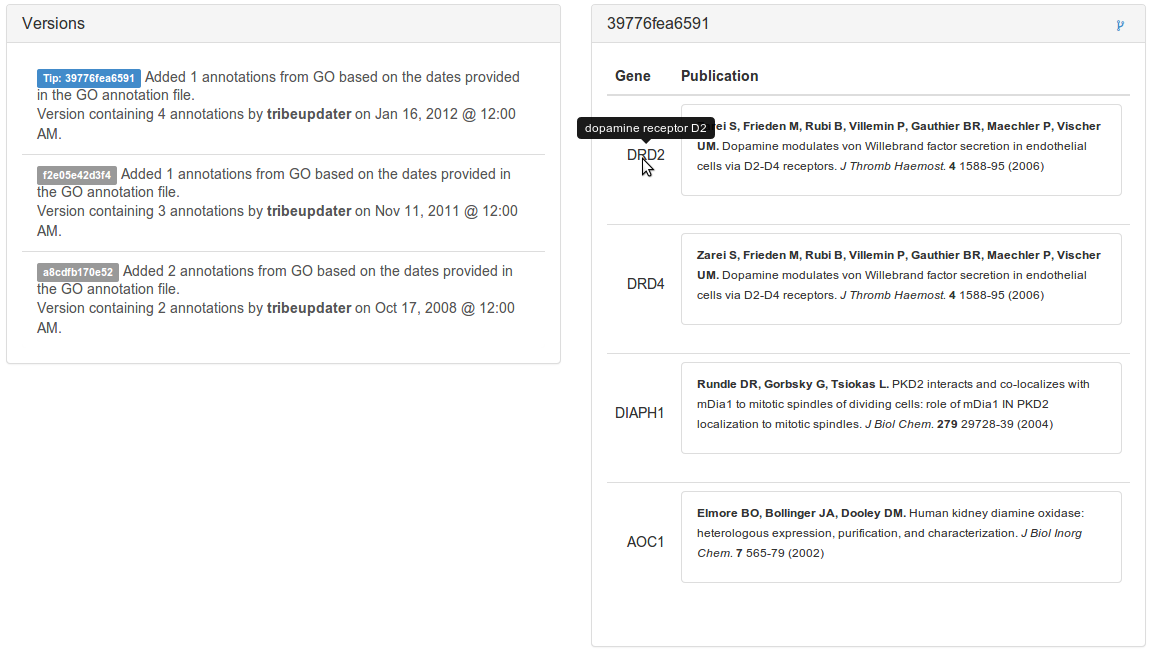 Versions
Tip: 39776fea6591 Added 1 annotations from GO based on the dates provided
in the GO annotation file.
Version containing 4 annotations by tribeupdater on Jan 16, 2012 @ 12:00
AM.
f2e05e42d3f4 Added 1 annotations from GO based on the dates provided in
the GO annotation file.
Version containing 3 annotations by tribeupdater on Nov 11, 2011 @ 12:00
AM.
a8cdfb170e52 Added 2 annotations from GO based on the dates provided in
the GO annotation file.
Version containing 2 annotations by tribeupdater on Oct 17, 2008 @ 12:00
AM.
39776fea6591
Gene Publication
dopamine receptor D2
DRD2
rei S, Frieden M, Rubi B, Villemin P, Gauthier BR, Maechler P, Vischer
UM. Dopamine modulates von Willebrand factor secretion in endothelial
cells via D2-D4 receptors. J Thromb Haemost. 4 1588-95 (2006)
DRD4
Zarei S, Frieden M, Rubi B, Villemin P, Gauthier BR, Maechler P, Vischer
UM. Dopamine modulates von Willebrand factor secretion in endothelial
cells via D2-D4 receptors. J Thromb Haemost. 4 1588-95 (2006)
DIAPH1
Rundle DR, Gorbsky G, Tsiokas L. PKD2 interacts and co-localizes with
mDia1 to mitotic spindles of dividing cells: role of mDia1 IN PKD2
localization to mitotic spindles. J Biol Chem. 279 29728-39 (2004)
AOC1
Elmore BO, Bollinger JA, Dooley DM. Human kidney diamine oxidase:
heterologous expression, purification, and characterization. J Biol Inorg
Chem. 7 565-79 (2002)